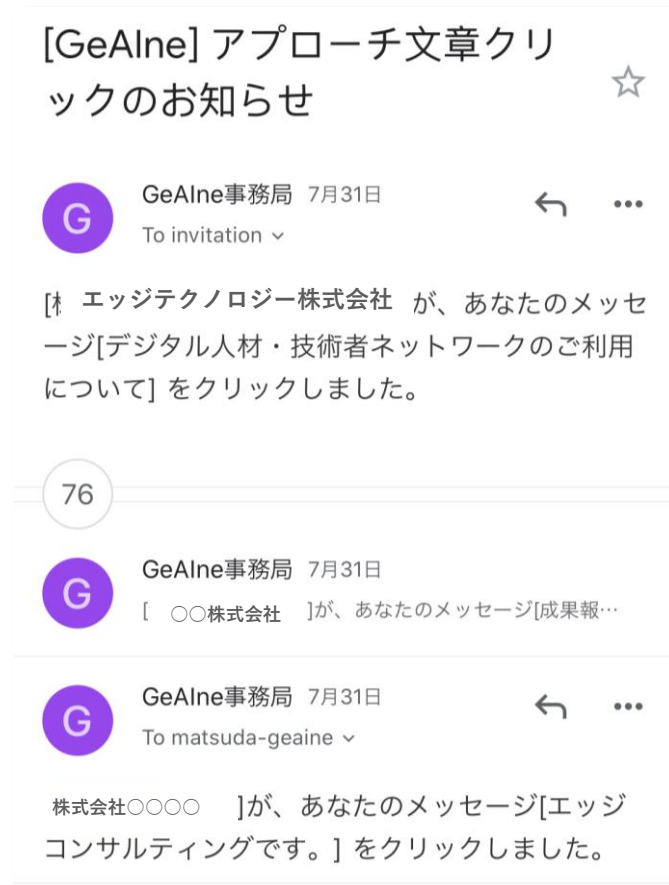 [GeAIne] アプローチ文章クリ
ックのお知らせ
G
GeAIne事務局 7月31日
To invitation
[ エッジテクノロジー株式会社 が、あなたのメッセ
ージ[デジタル人材・技術者ネットワークのご利用
について] をクリックしました。
76
G
GeAIne事務局 7月31日
[ 〇〇株式会社 ]が、あなたのメッセージ[成果報…
G
GeAIne事務局 7月31日
To matsuda-geaine
株式会社〇〇〇〇 ]が、あなたのメッセージ[エッジ
コンサルティングです。] をクリックしました。